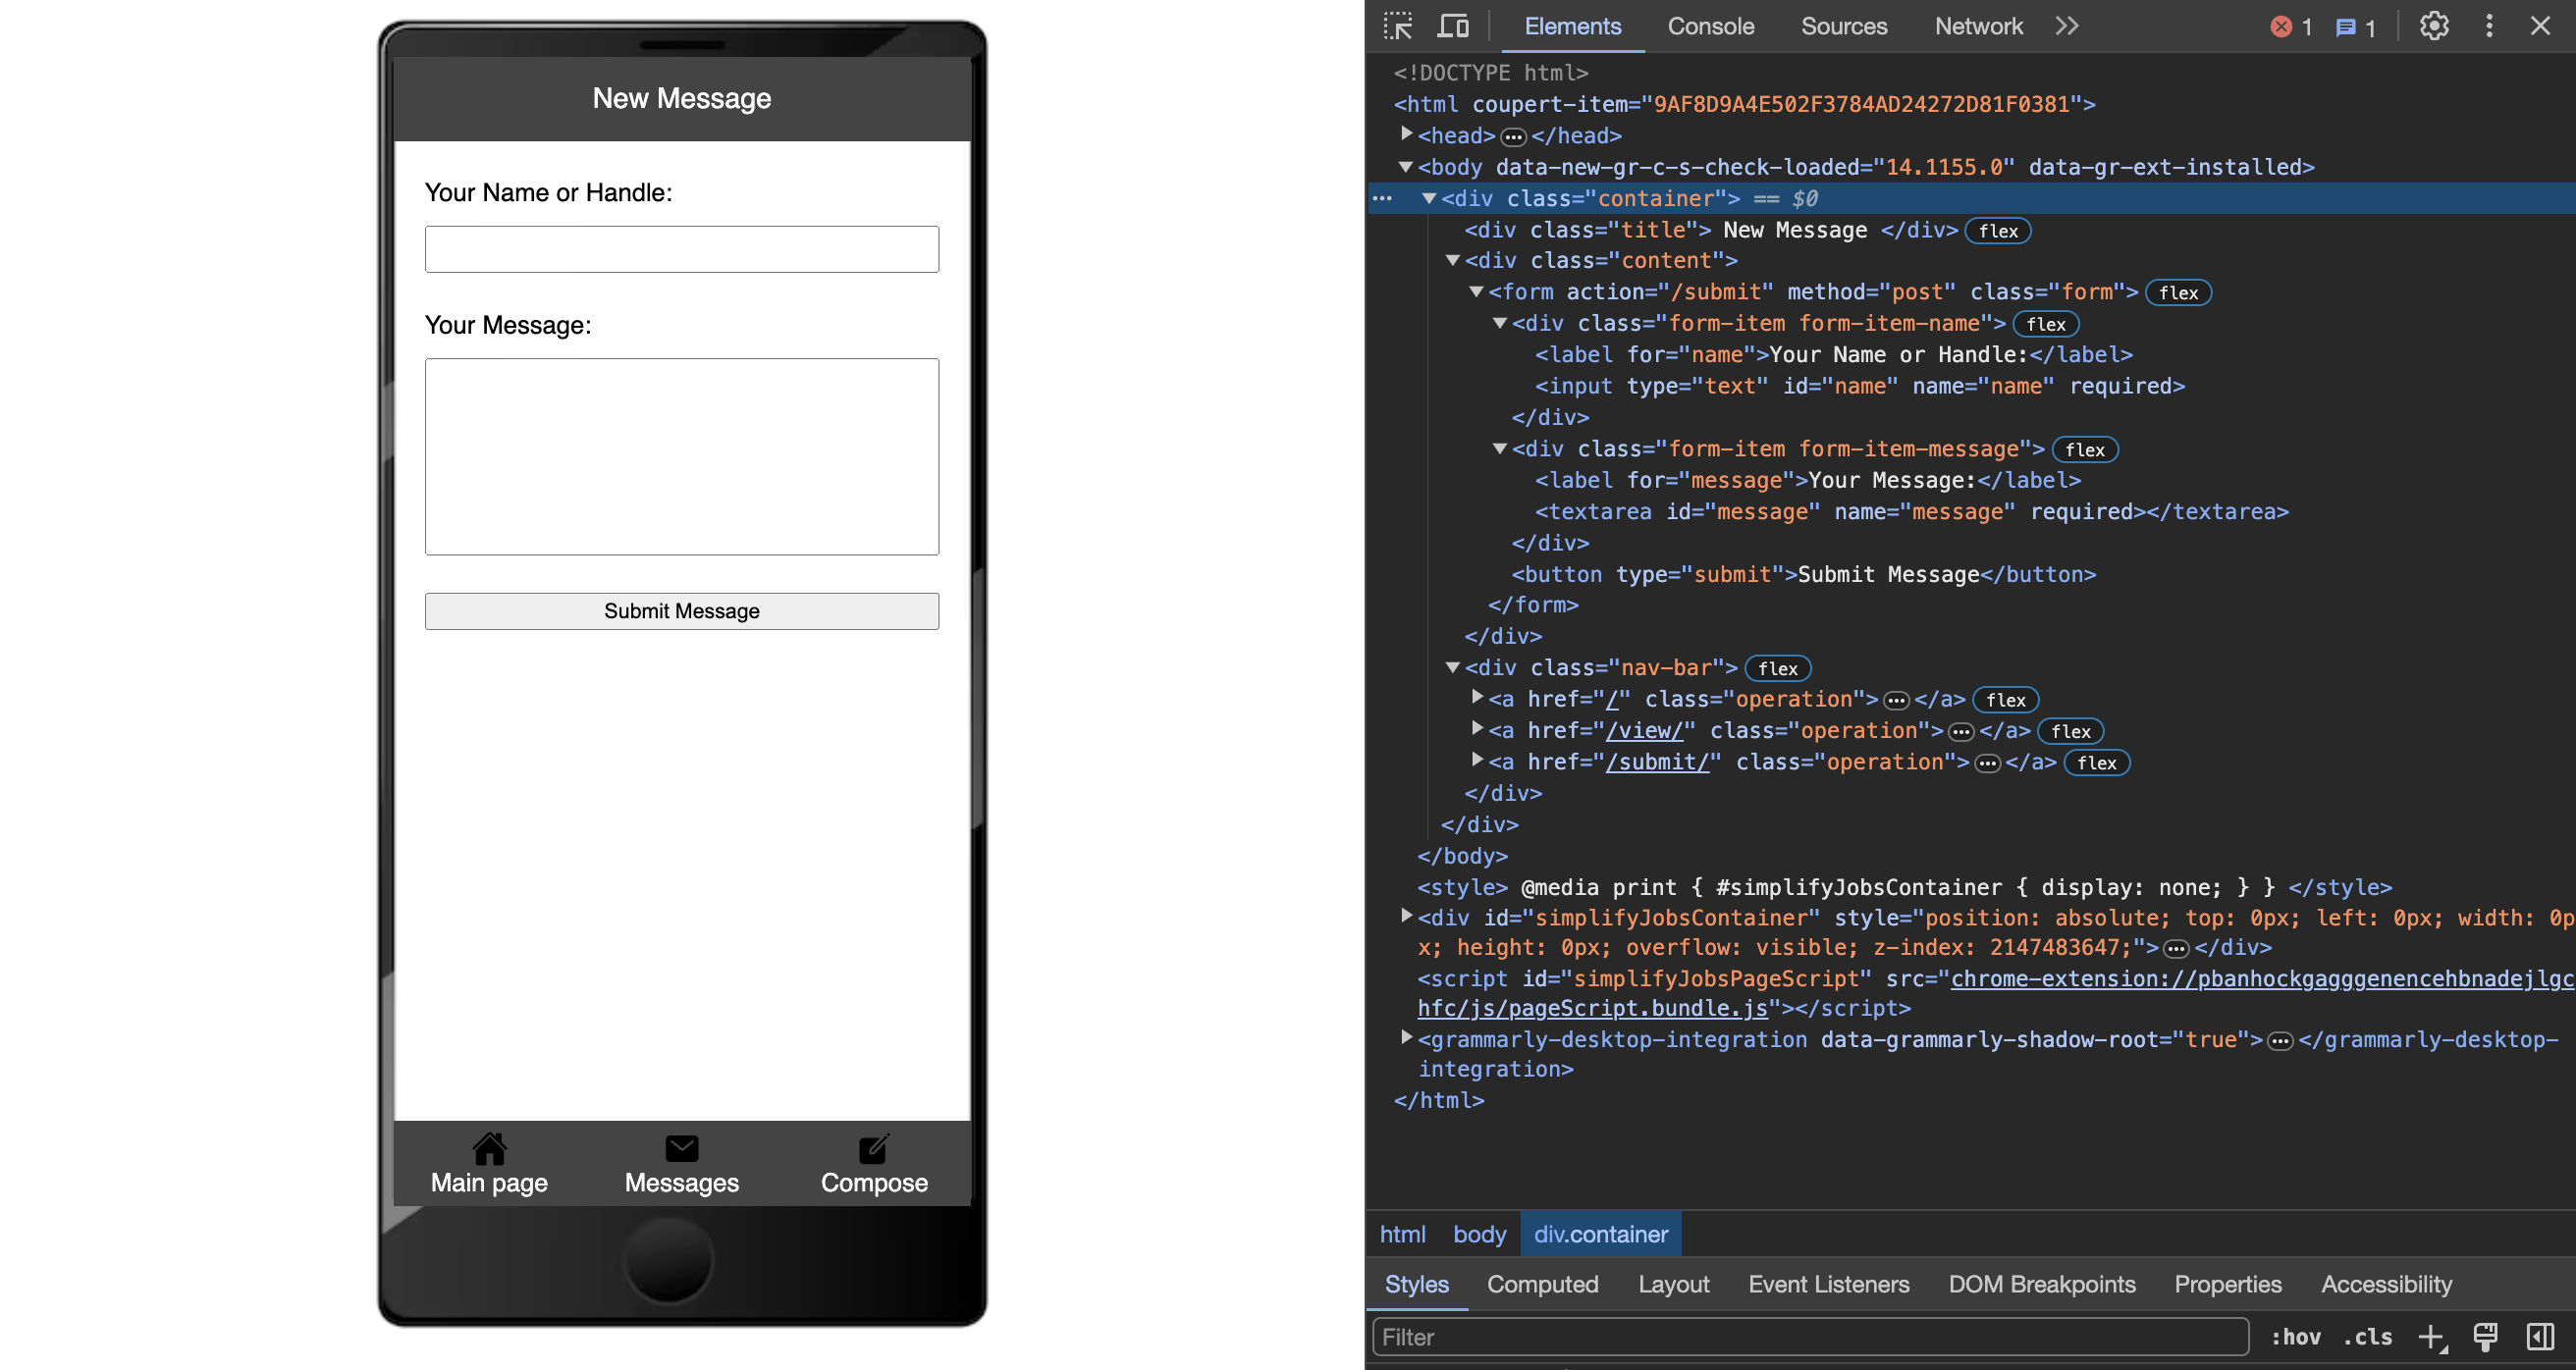 New Message
Your Name or Handle:
Your Message:
Submit Message
Main page Messages Compose
Elements Console Sources Network 1 1
<!DOCTYPE html>
<html coupert-item="9AF8D9A4E502F3784AD24272D81F0381">
<head>…</head>
<body data-new-gr-c-s-check-loaded="14.1155.0" data-gr-ext-installed>
… <div class="container"> == $0
<div class="title"> New Message </div> flex
<div class="content">
<form action="/submit" method="post" class="form"> flex
<div class="form-item form-item-name"> flex
<label for="name">Your Name or Handle:</label>
<input type="text" id="name" name="name" required>
</div>
<div class="form-item form-item-message"> flex
<label for="message">Your Message:</label>
<textarea id="message" name="message" required></textarea>
</div>
<button type="submit">Submit Message</button>
</form>
</div>
<div class="nav-bar"> flex
<a href="/" class="operation">…</a> flex
<a href="/view/" class="operation">…</a> flex
<a href="/submit/" class="operation">…</a> flex
</div>
</div>
</body>
<style> @media print { #simplifyJobsContainer { display: none; } } </style>
<div id="simplifyJobsContainer" style="position: absolute; top: 0px; left: 0px; width: 0p
x; height: 0px; overflow: visible; z-index: 2147483647;">…</div>
<script id="simplifyJobsPageScript" src="chrome-extension://pbanhockgagggenencehbnadejlgc
hfc/js/pageScript.bundle.js"></script>
<grammarly-desktop-integration data-grammarly-shadow-root="true">…</grammarly-desktop-
integration>
</html>
html body div.container
Styles Computed Layout Event Listeners DOM Breakpoints Properties Accessibility
Filter :hov .cls